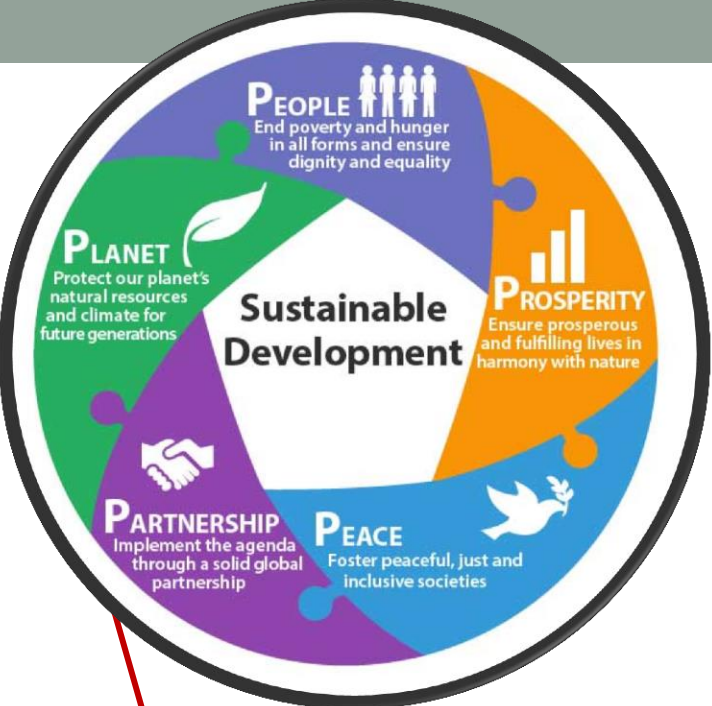 PEOPLE
End poverty and hunger
in all forms and ensure
dignity and equality
PROSPERITY
Ensure prosperous
and fulfilling lives in
harmony with nature
PEACE
Foster peaceful, just and
inclusive societies
PARTNERSHIP
Implement the agenda
through a solid global
partnership
PLANET
Protect our planet's
natural resources
and climate for
future generations
Sustainable
Development